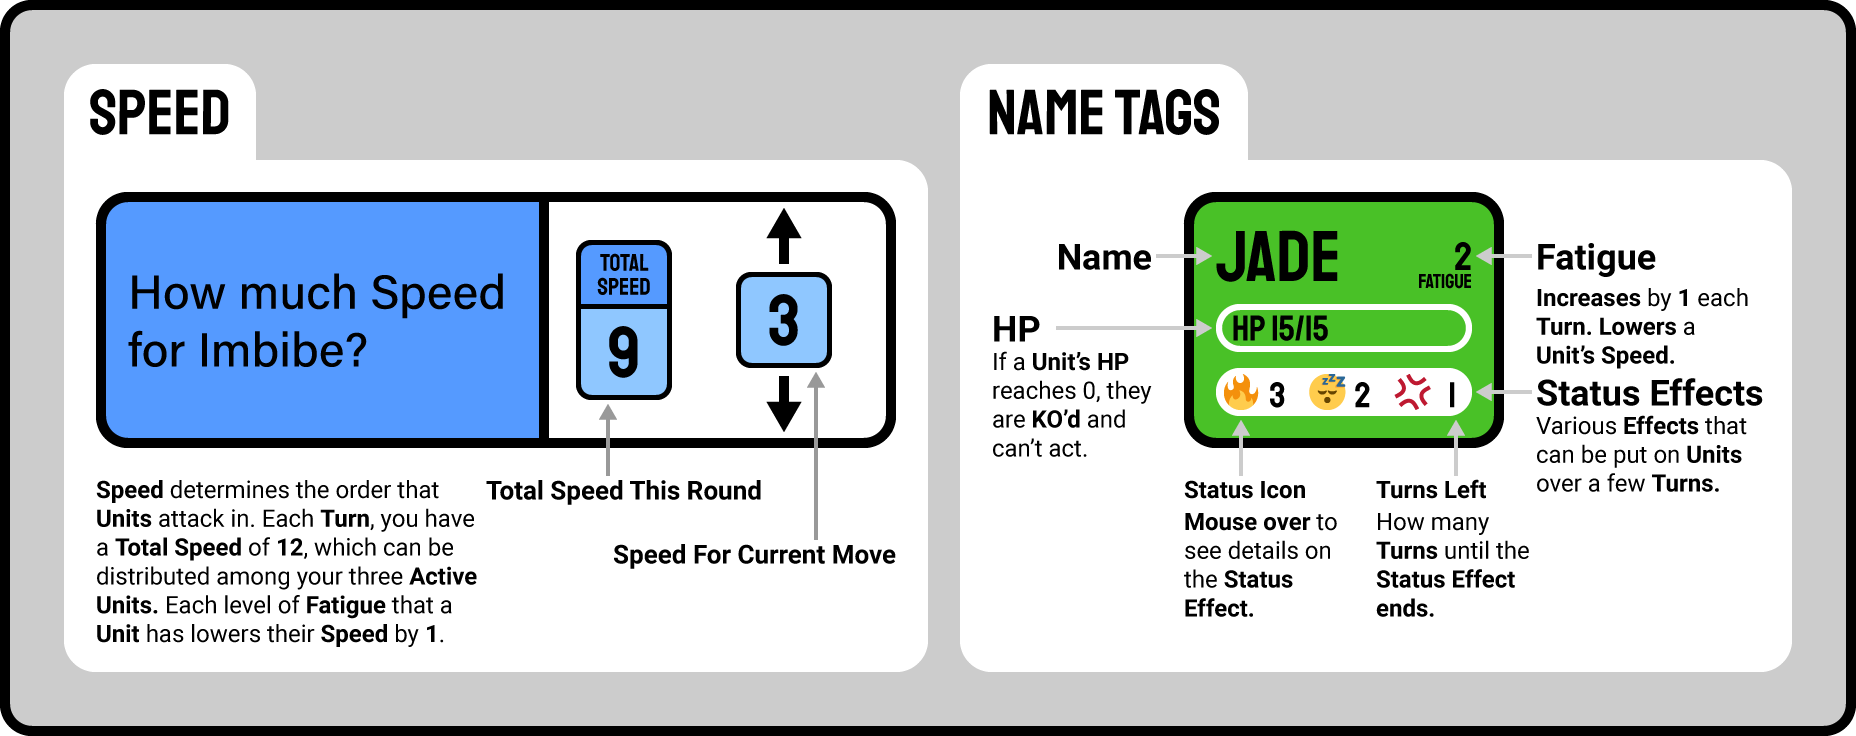 SPEED
How much Speed
for Imbibe?
TOTAL
SPEED
9
3
Total Speed This Round
Speed For Current Move
Speed determines the order that
Units attack in. Each Turn, you have
a Total Speed of 12, which can be
distributed among your three Active
Units. Each level of Fatigue that a
Unit has lowers their Speed by 1.
NAME TAGS
Name
HP
If a Unit's HP
reaches 0, they
are KO'd and
can't act.
JADE
2
FATIGUE
HP 15/15
3 zzz 2 1
Fatigue
Increases by 1 each
Turn. Lowers a
Unit's Speed.
Status Effects
Various Effects that
can be put on Units
over a few Turns.
Status Icon
Mouse over to
see details on
the Status
Effect.
Turns Left
How many
Turns until the
Status Effect
ends.